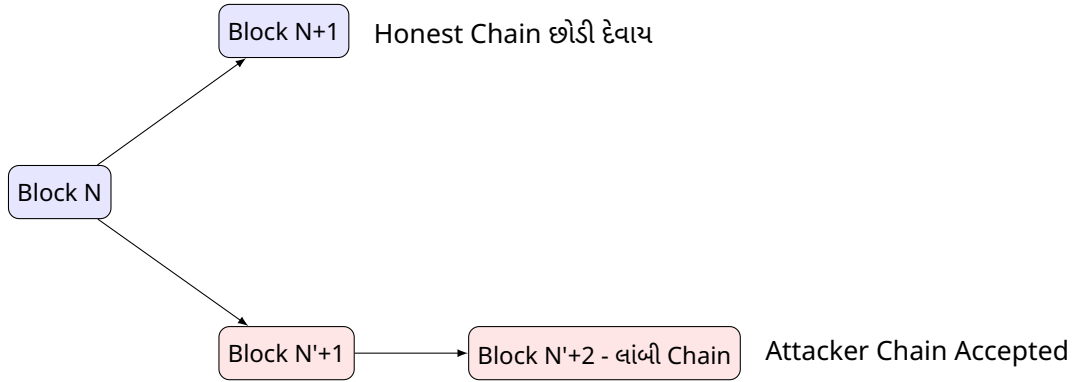 Block N+1
Honest Chain છોડી દેવાય
Block N
Block N'+1
Block N'+2 - લાંબી Chain
Attacker Chain Accepted